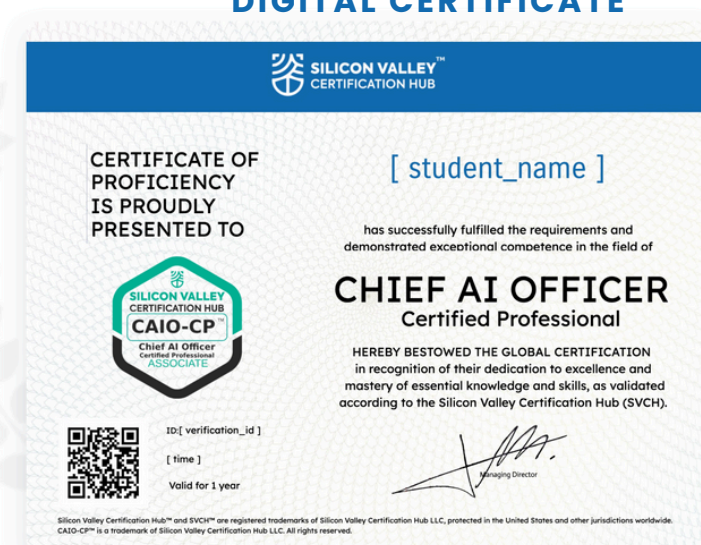 DIGITAL CERTIFICATE
SILICON VALLEY™
CERTIFICATION HUB
CERTIFICATE OF
PROFICIENCY
IS PROUDLY
PRESENTED TO
[ student_name ]
has successfully fulfilled the requirements and
demonstrated exceptional competence in the field of
CHIEF AI OFFICER
Certified Professional
SILICON VALLEY
CERTIFICATION HUB
CAIO-CP™
Chief AI Officer
Certified Professional
ASSOCIATE
HEREBY BESTOWED THE GLOBAL CERTIFICATION
in recognition of their dedication to excellence and
mastery of essential knowledge and skills, as validated
according to the Silicon Valley Certification Hub (SVCH).
ID:[ verification_id ]
[ time ]
Valid for 1 year
Managing Director
Silicon Valley Certification Hub™ and SVCH™ are registered trademarks of Silicon Valley Certification Hub LLC, protected in the United States and other jurisdictions worldwide.
CAIO-CP™ is a trademark of Silicon Valley Certification Hub LLC. All rights reserved.